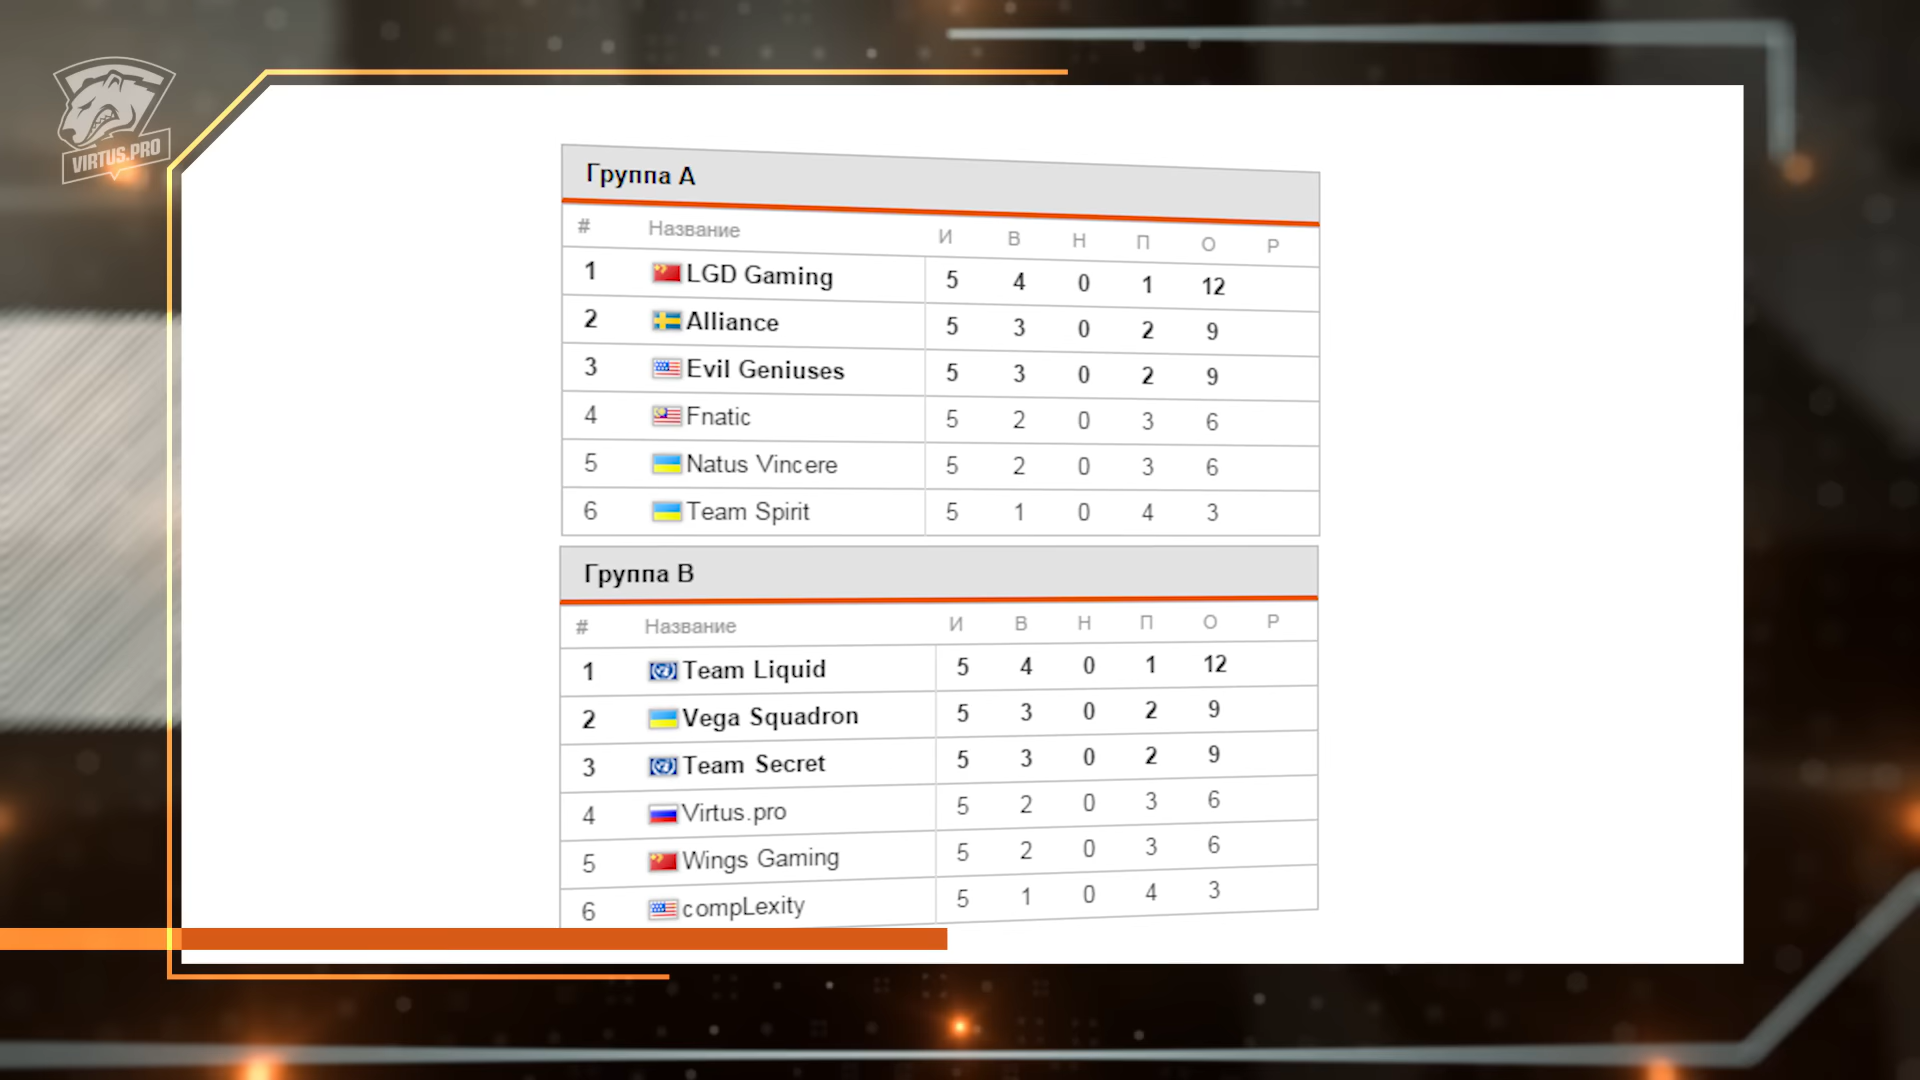 VIRTUS.PRO
Группа A
# Название И В Н П О Р
1 LGD Gaming 5 4 0 1 12
2 Alliance 5 3 0 2 9
3 Evil Geniuses 5 3 0 2 9
4 Fnatic 5 2 0 3 6
5 Natus Vincere 5 2 0 3 6
6 Team Spirit 5 1 0 4 3
Группа B
# Название И В Н П О Р
1 Team Liquid 5 4 0 1 12
2 Vega Squadron 5 3 0 2 9
3 Team Secret 5 3 0 2 9
4 Virtus.pro 5 2 0 3 6
5 Wings Gaming 5 2 0 3 6
6 compLexity 5 1 0 4 3